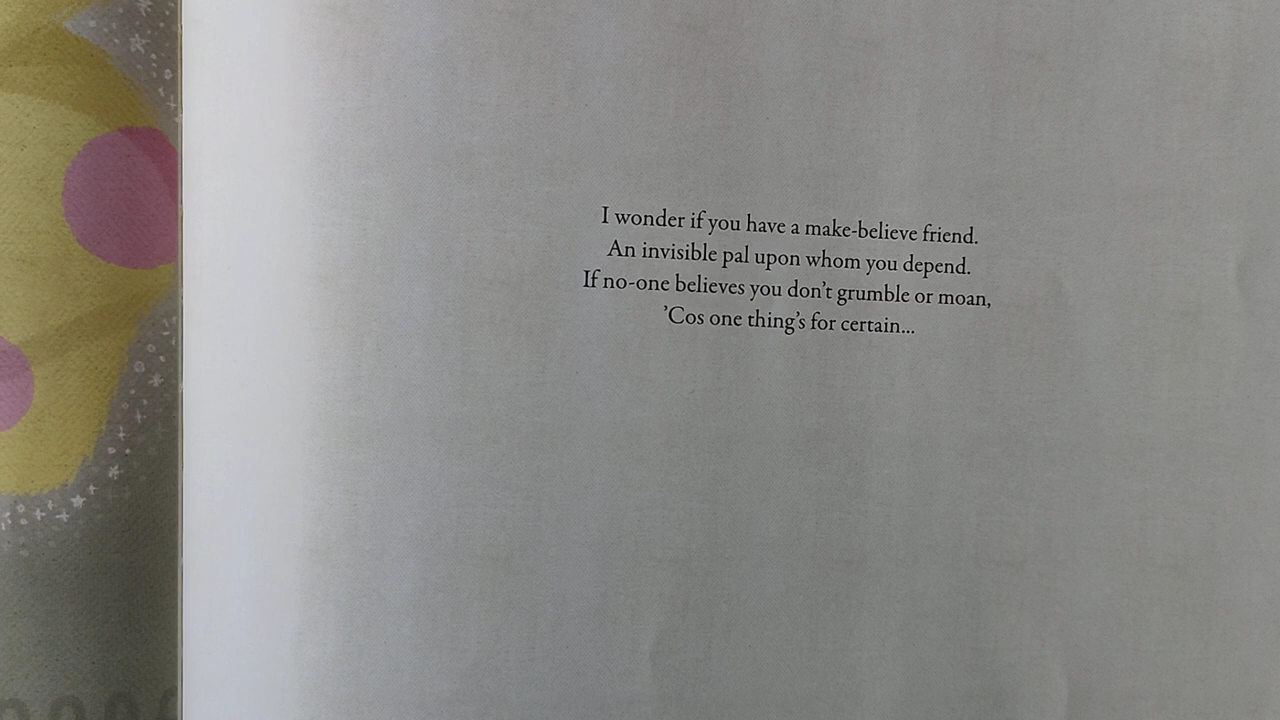 I wonder if you have a make-believe friend.
An invisible pal upon whom you depend.
If no-one believes you don't grumble or moan,
'Cos one thing's for certain...